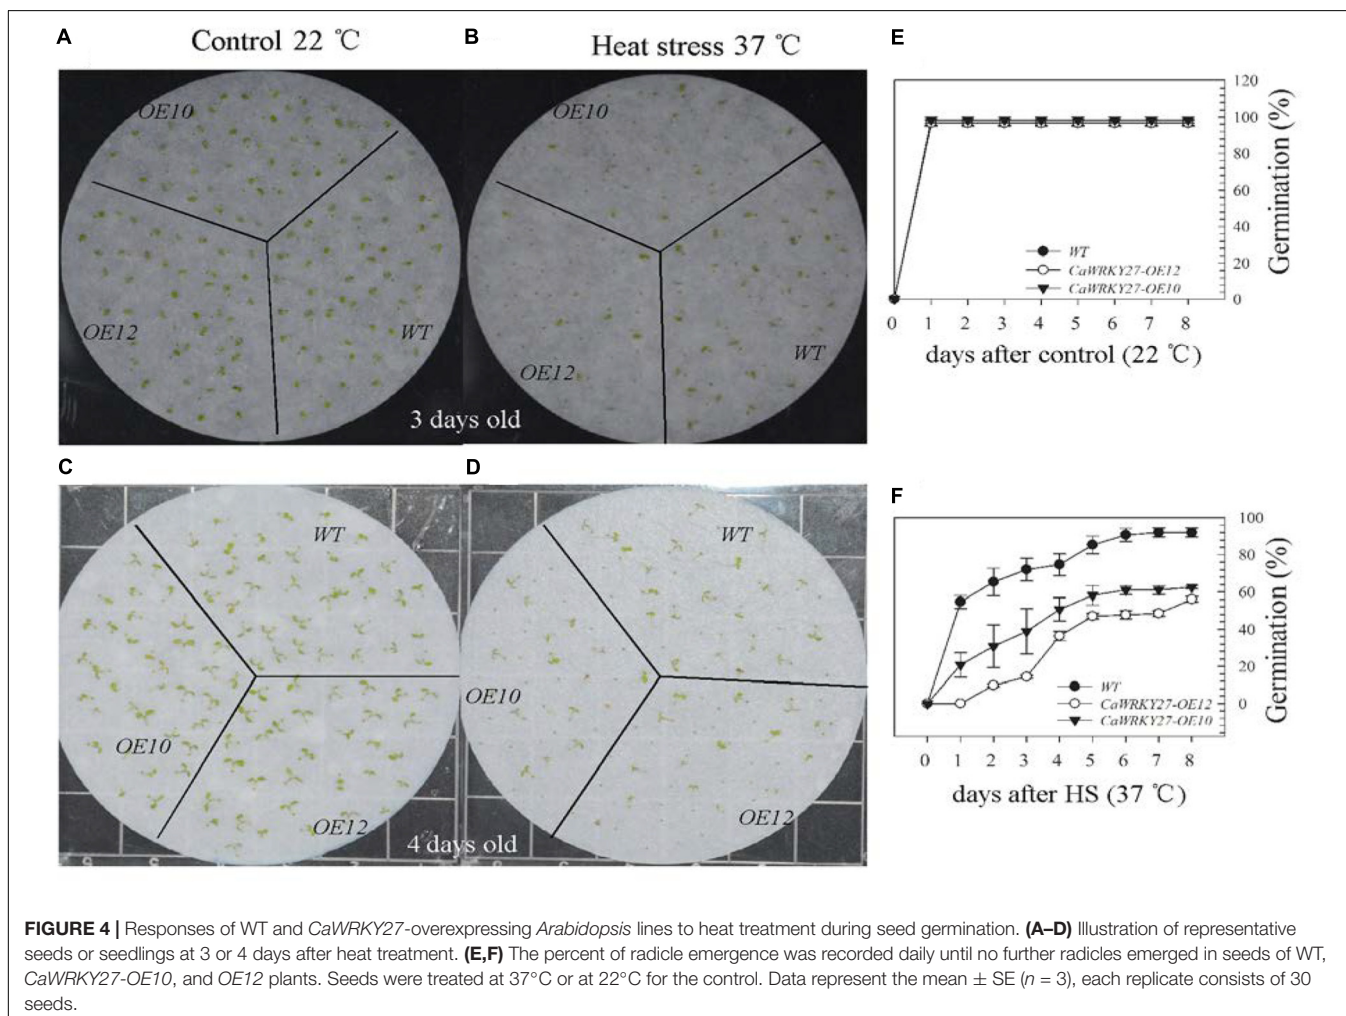 A
Control 22 ℃
B
Heat stress 37 ℃
OE10
OE12
WT
OE10
OE12
WT
3 days old
C
D
WT
OE10
OE12
WT
OE10
OE12
4 days old
E
120
100
80
60
40
20
0
Germination (%)
WT
CaWRKY27-OE12
CaWRKY27-OE10
0 1 2 3 4 5 6 7 8
days after control (22 ℃)
F
100
80
60
40
20
0
Germination (%)
WT
CaWRKY27-OE12
CaWRKY27-OE10
0 1 2 3 4 5 6 7 8
days after HS (37 ℃)
FIGURE 4 | Responses of WT and CaWRKY27-overexpressing Arabidopsis lines to heat treatment during seed germination. (A–D) Illustration of representative
seeds or seedlings at 3 or 4 days after heat treatment. (E,F) The percent of radicle emergence was recorded daily until no further radicles emerged in seeds of WT,
CaWRKY27-OE10, and OE12 plants. Seeds were treated at 37°C or at 22°C for the control. Data represent the mean ± SE (n = 3), each replicate consists of 30
seeds.